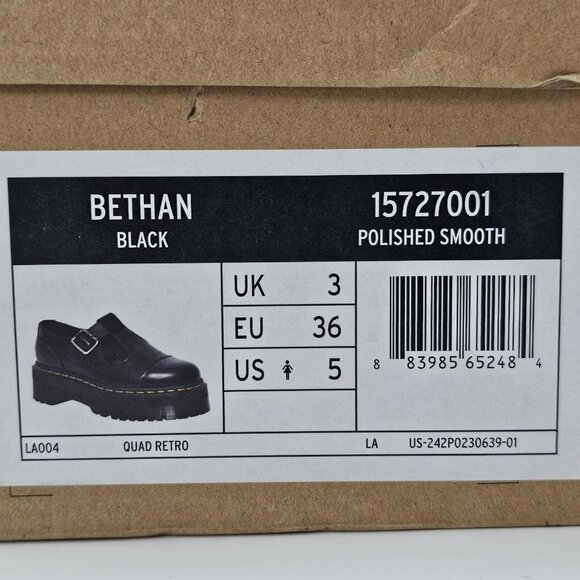 BETHAN
BLACK
15727001
POLISHED SMOOTH
UK 3
EU 36
US 5
8 83985 65248 4
LA004 QUAD RETRO LA US-242P0230639-01